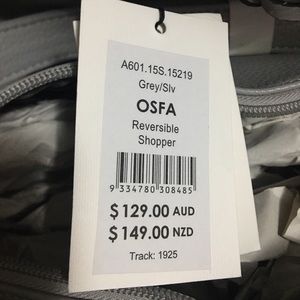 A601.15S.15219
Grey/Slv
OSFA
Reversible
Shopper
9 334780 308485
$129.00 AUD
$149.00 NZD
Track: 1925